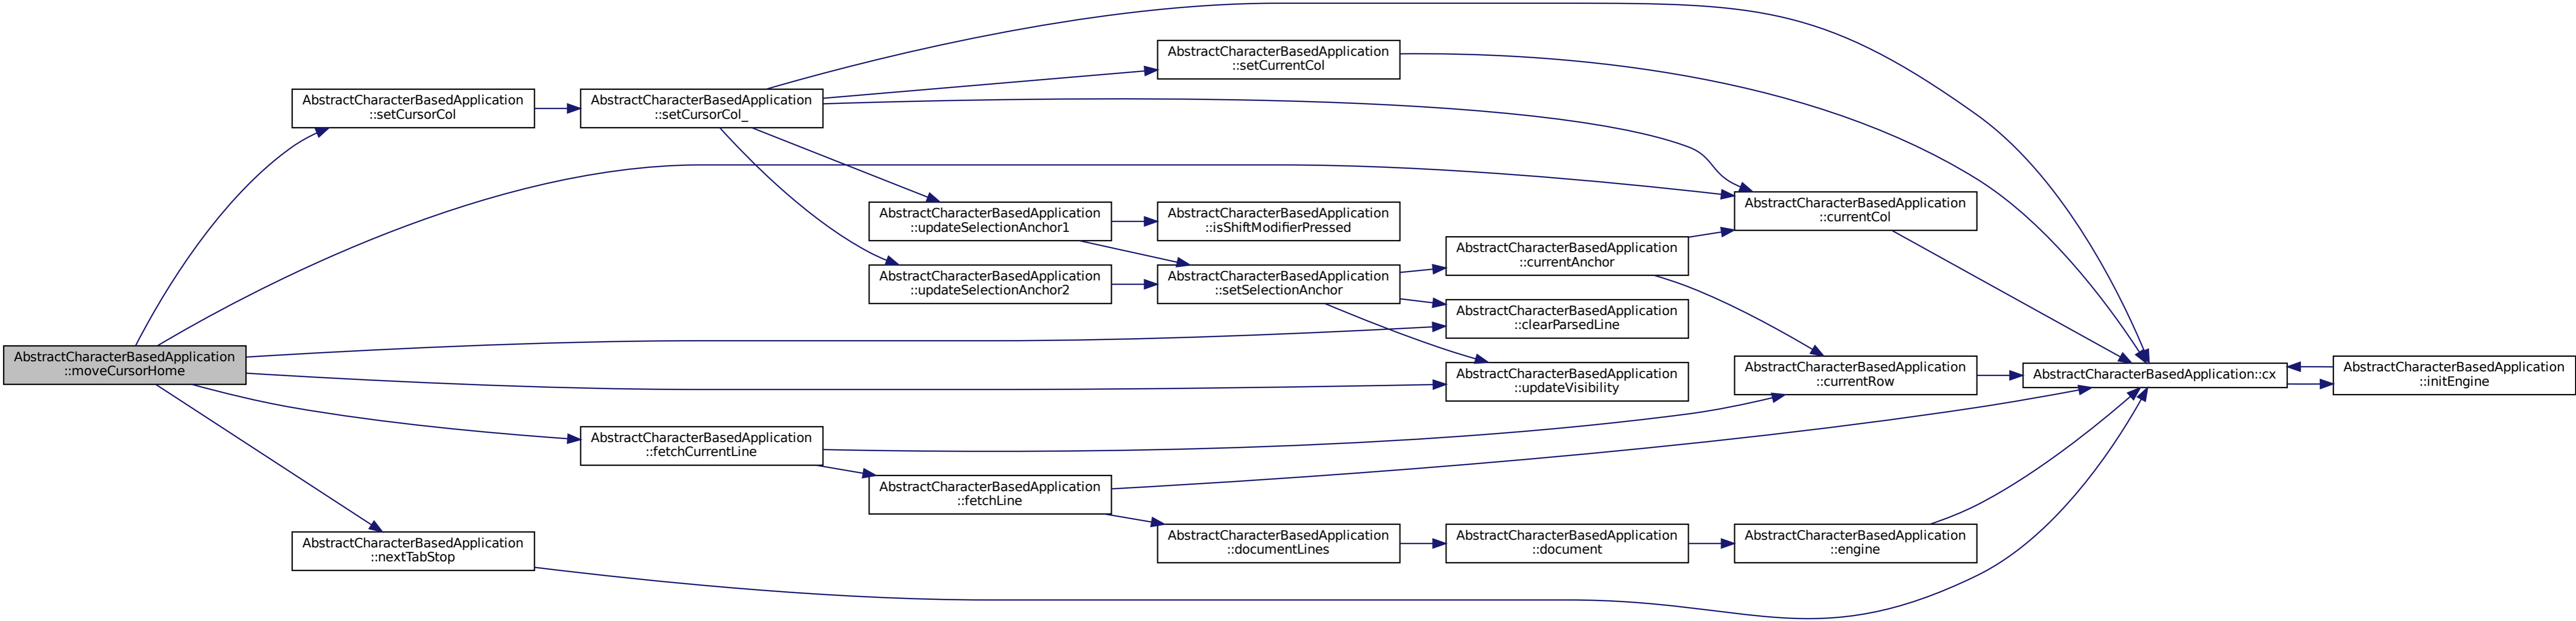 AbstractCharacterBasedApplication
::moveCursorHome
AbstractCharacterBasedApplication
::setCursorCol
AbstractCharacterBasedApplication
::nextTabStop
AbstractCharacterBasedApplication
::setCursorCol_
AbstractCharacterBasedApplication
::fetchCurrentLine
AbstractCharacterBasedApplication
::updateSelectionAnchor1
AbstractCharacterBasedApplication
::updateSelectionAnchor2
AbstractCharacterBasedApplication
::fetchLine
AbstractCharacterBasedApplication
::setCurrentCol
AbstractCharacterBasedApplication
::isShiftModifierPressed
AbstractCharacterBasedApplication
::setSelectionAnchor
AbstractCharacterBasedApplication
::documentLines
AbstractCharacterBasedApplication
::currentAnchor
AbstractCharacterBasedApplication
::clearParsedLine
AbstractCharacterBasedApplication
::updateVisibility
AbstractCharacterBasedApplication
::document
AbstractCharacterBasedApplication
::currentCol
AbstractCharacterBasedApplication
::currentRow
AbstractCharacterBasedApplication
::engine
AbstractCharacterBasedApplication::cx
AbstractCharacterBasedApplication
::initEngine